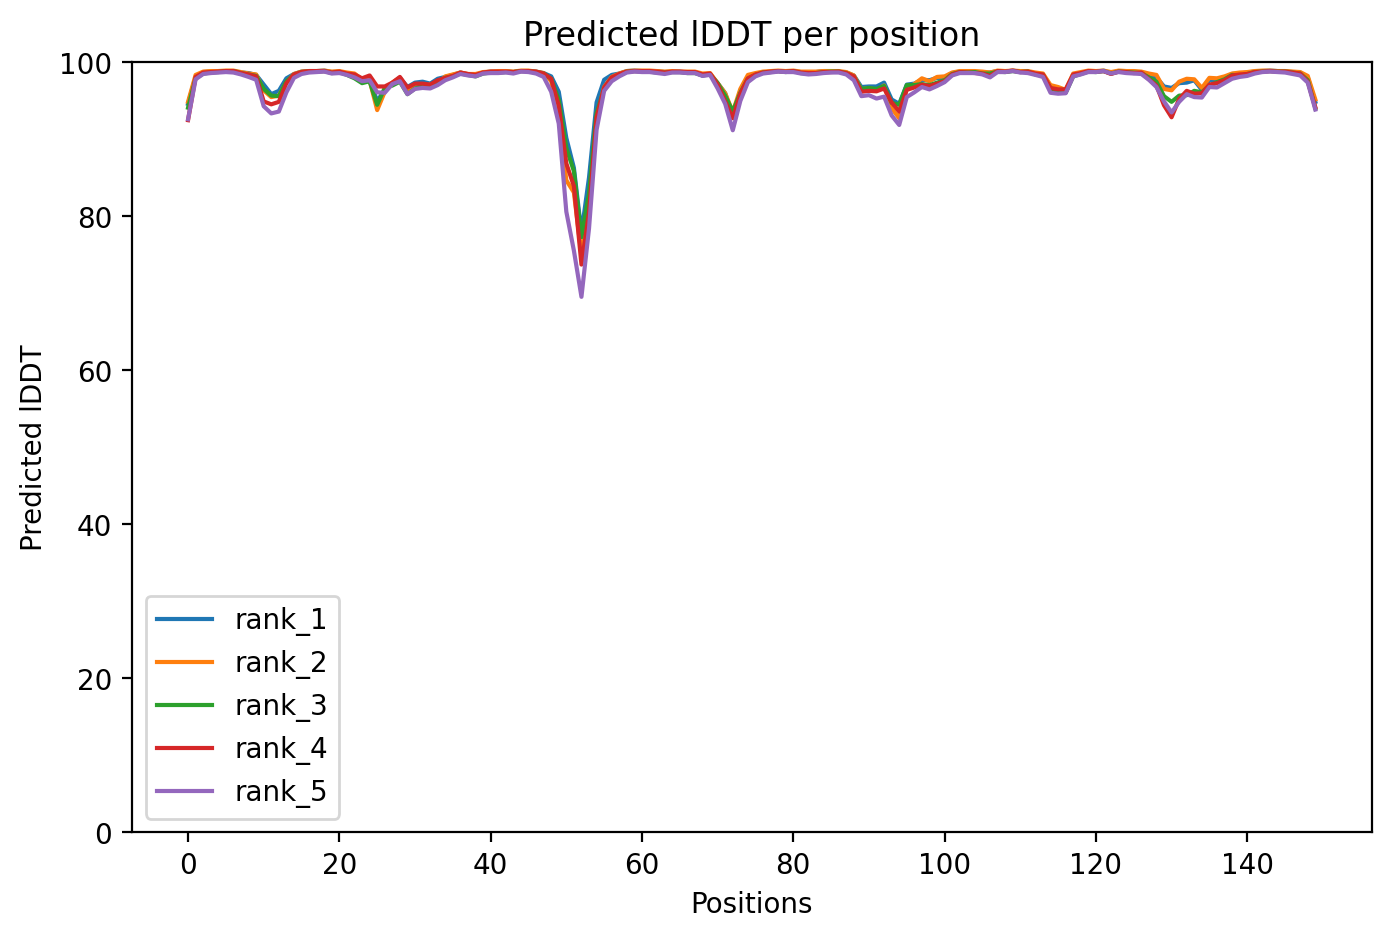 Predicted lDDT per position
100
80
60
40
20
0
Predicted lDDT
rank_1
rank_2
rank_3
rank_4
rank_5
0 20 40 60 80 100 120 140
Positions